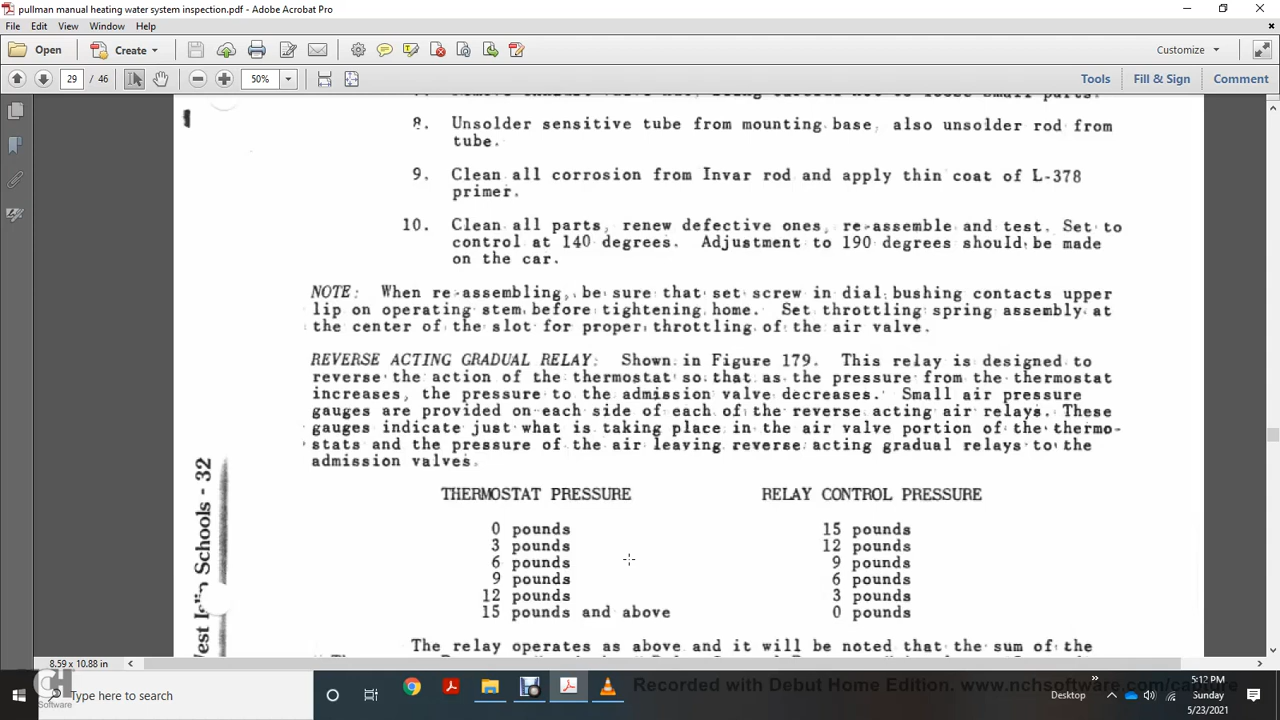 pullman manual heating water system inspection.pdf - Adobe Acrobat Pro
File Edit View Window Help
Open Create Customize
29 / 46 50% Tools Fill & Sign Comment
8. Unsolder sensitive tube from mounting base, also unsolder rod from
tube.
9. Clean all corrosion from Invar rod and apply thin coat of L-378
primer.
10. Clean all parts, renew defective ones, re-assemble and test. Set to
control at 140 degrees. Adjustment to 190 degrees should be made
on the car.
NOTE: When re-assembling, be sure that set screw in dial bushing contacts upper
lip on operating stem before tightening home. Set throttling spring assembly at
the center of the slot for proper throttling of the air valve.
REVERSE ACTING GRADUAL RELAY: Shown in Figure 179. This relay is designed to
reverse the action of the thermostat so that as the pressure from the thermostat
increases, the pressure to the admission valve decreases. Small air pressure
gauges are provided on each side of each of the reverse acting air relays. These
gauges indicate just what is taking place in the air valve portion of the thermo-
stats and the pressure of the air leaving reverse acting gradual relays to the
admission valves.
THERMOSTAT PRESSURE RELAY CONTROL PRESSURE
0 pounds 15 pounds
3 pounds 12 pounds
6 pounds 9 pounds
9 pounds 6 pounds
12 pounds 3 pounds
15 pounds and above 0 pounds
The relay operates as above and it will be noted that the sum of the
Schools - 32
8.59 x 10.88 in
CH
Software
Type here to search
Recorded with Debut Home Edition. www.nchsoftware.com/capture
Desktop
5:12 PM
Sunday
5/23/2021